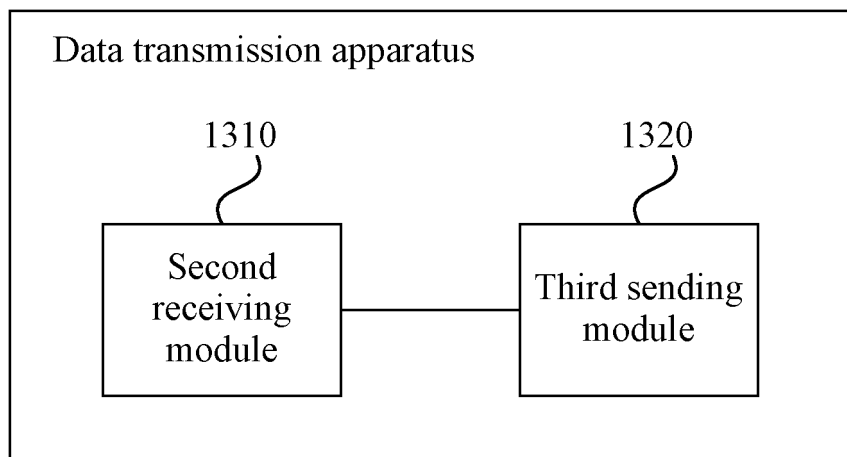 Data transmission apparatus
1310
1320
Second
receiving
module
Third sending
module